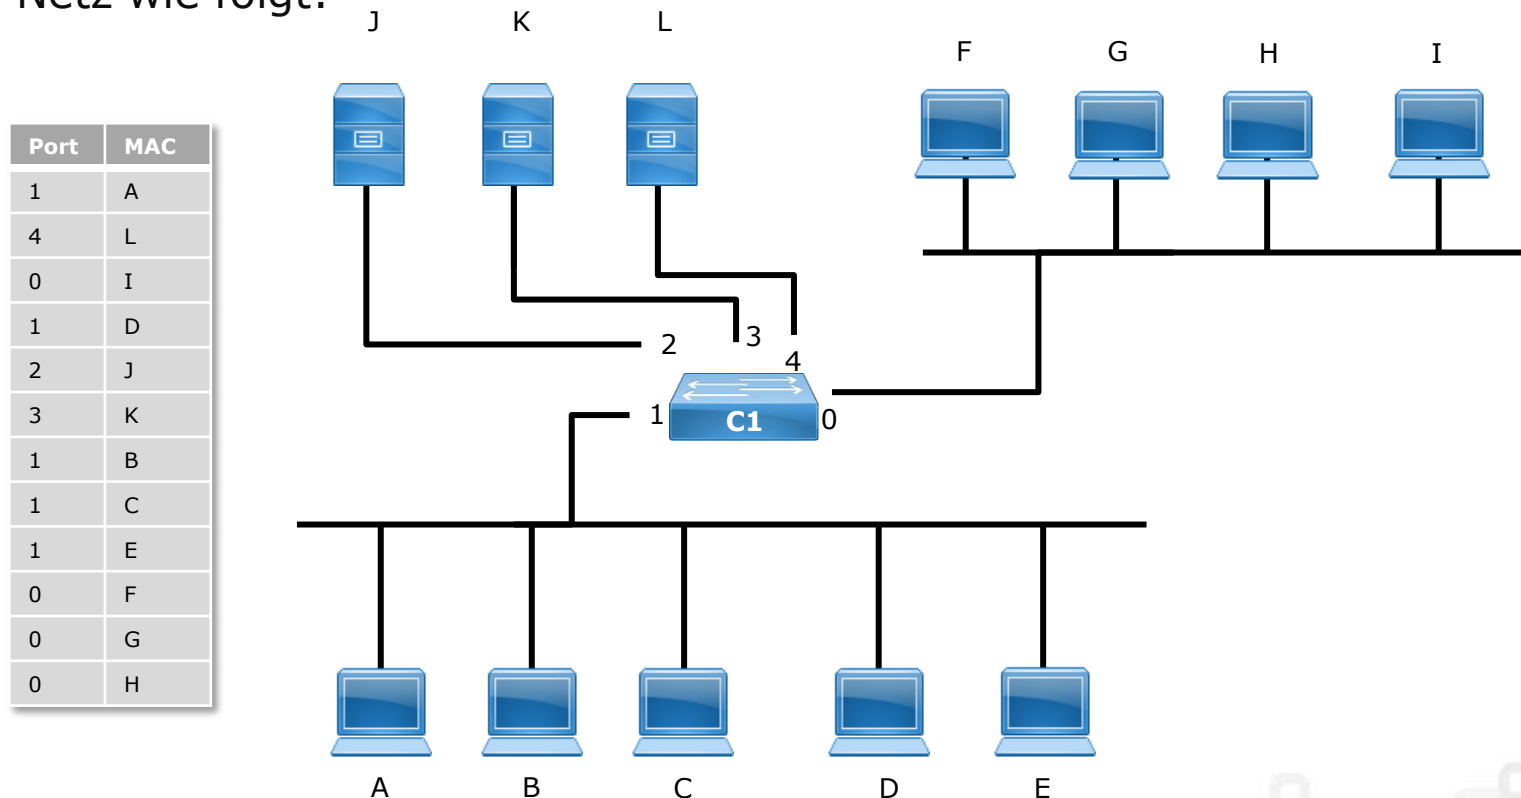 Netz wie folgt:
J K L
F G H I
Port MAC
1 A
4 L
0 I
1 D
2 J
3 K
1 B
1 C
1 E
0 F
0 G
0 H
2 3
4
1 C1 0
A B C D E